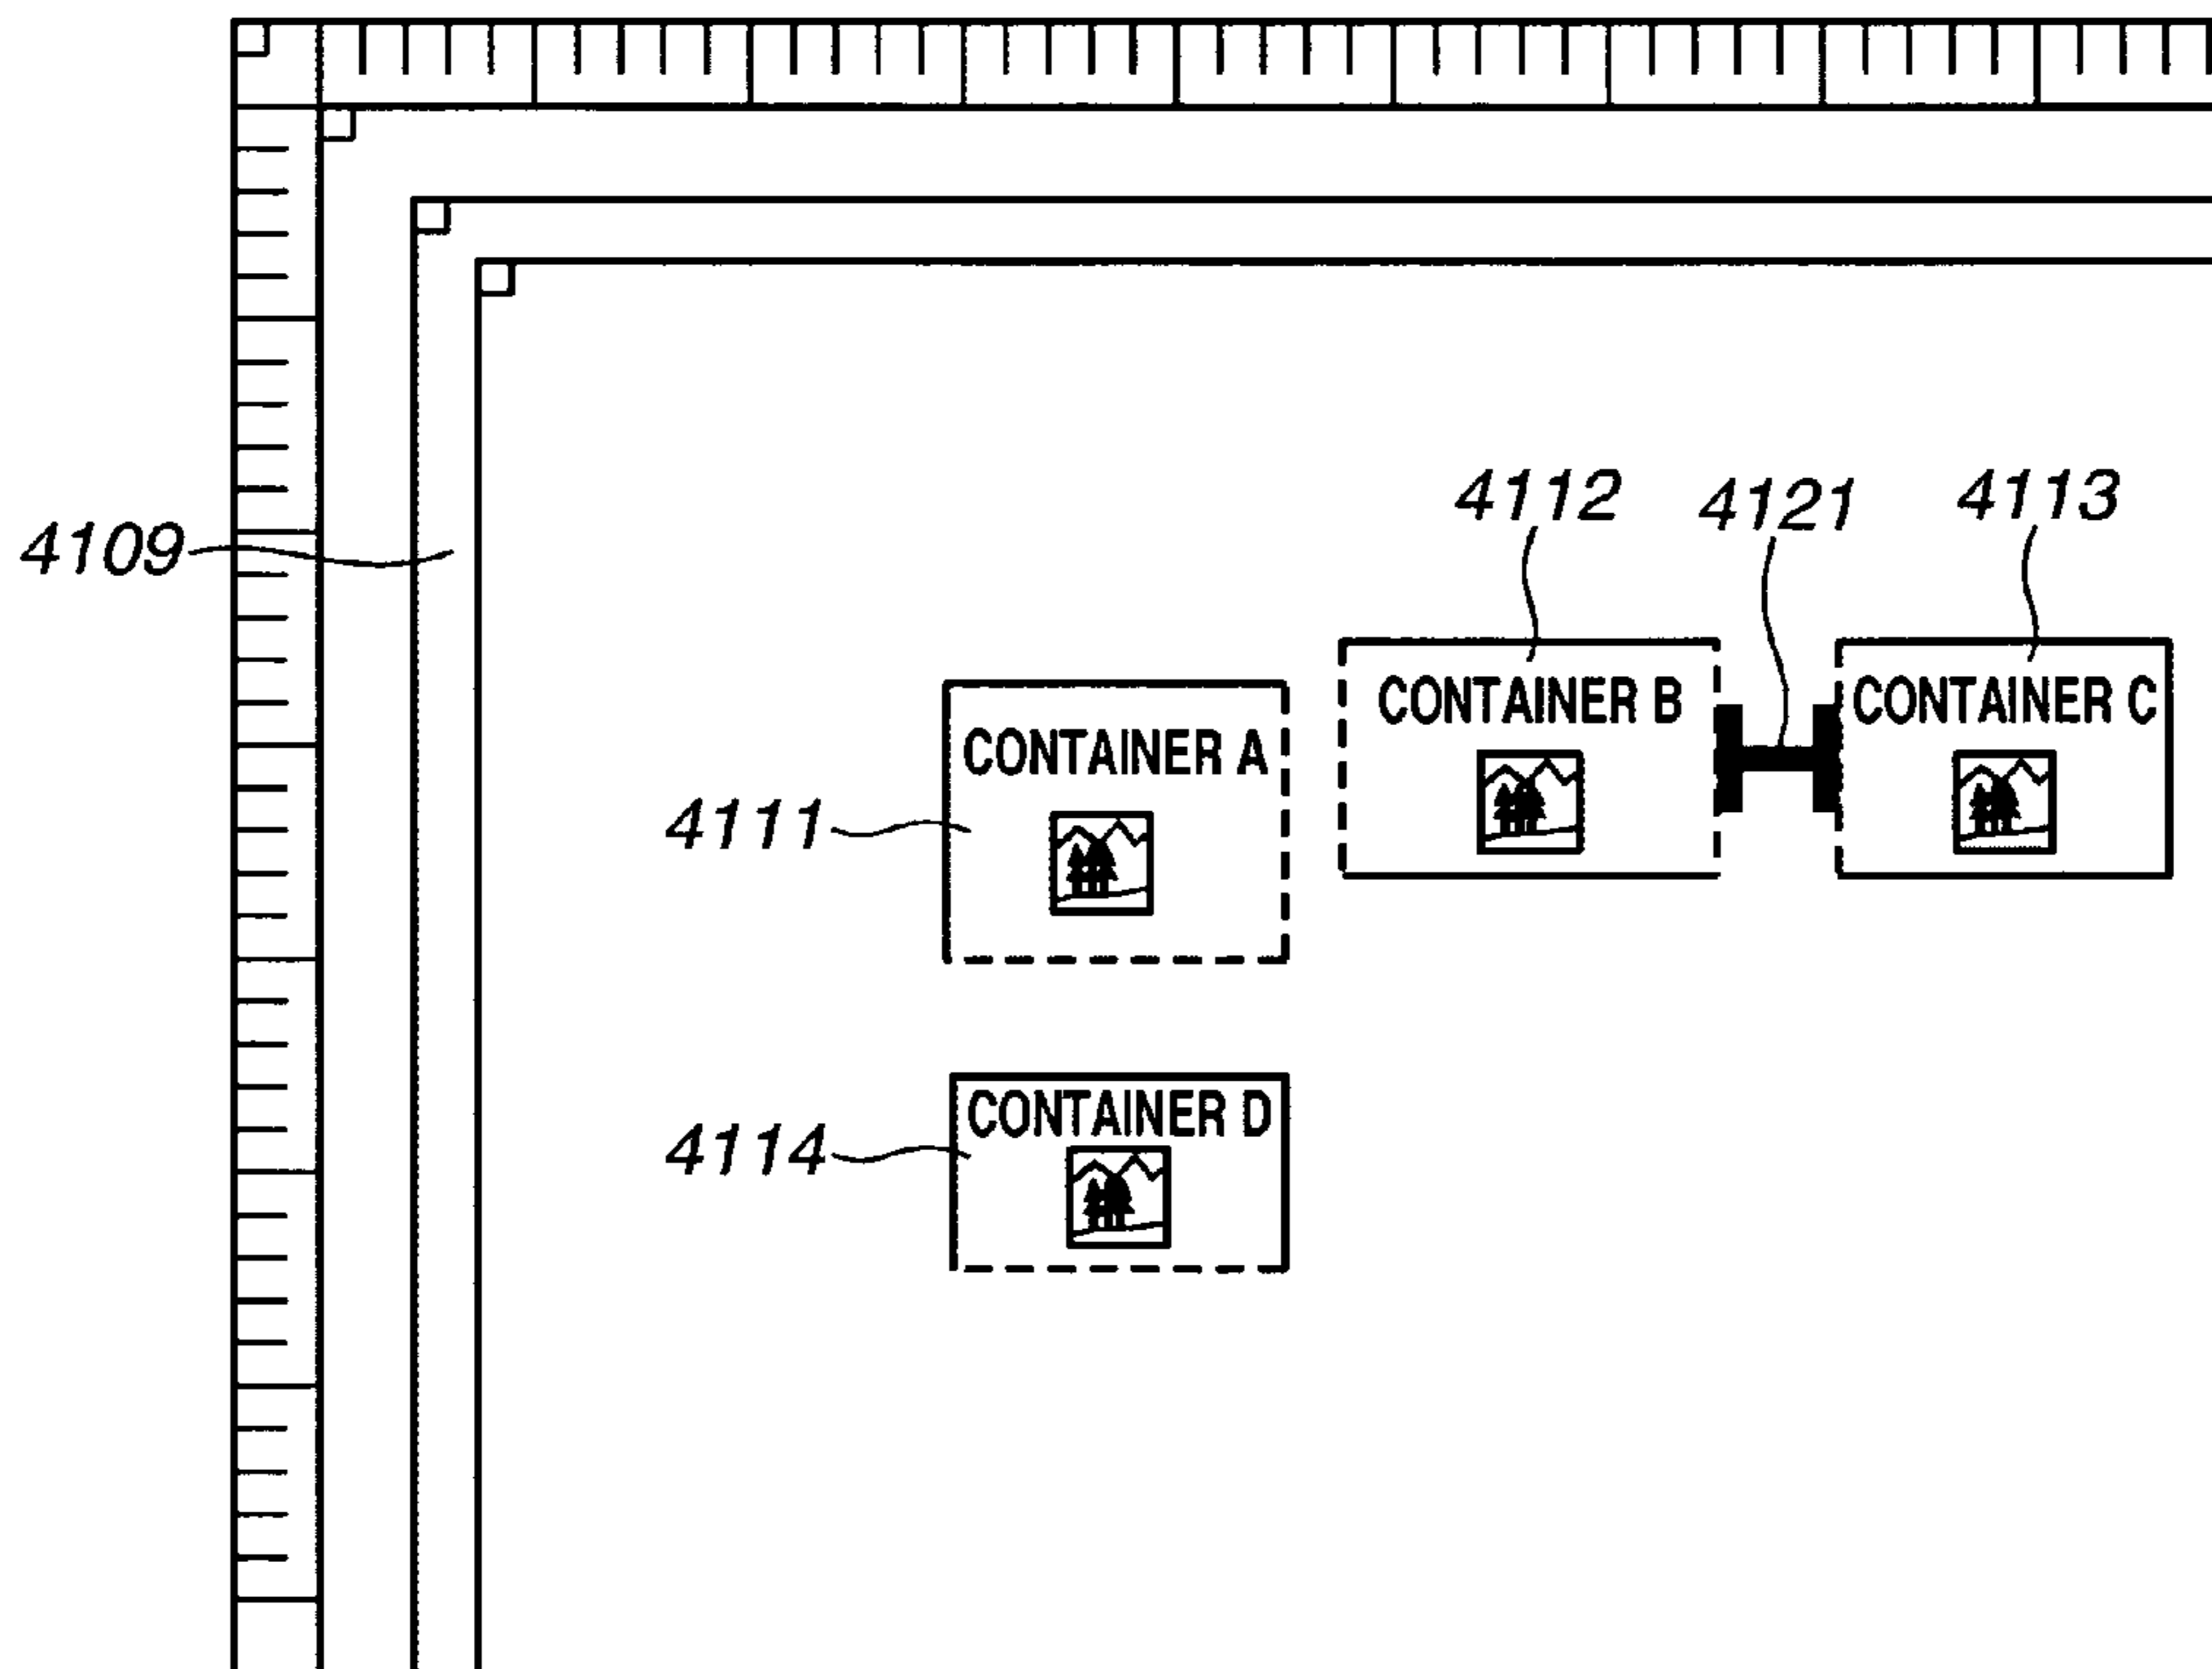 4112 4121 4113
4109
CONTAINER B CONTAINER C
CONTAINER A
4111
CONTAINER D
4114